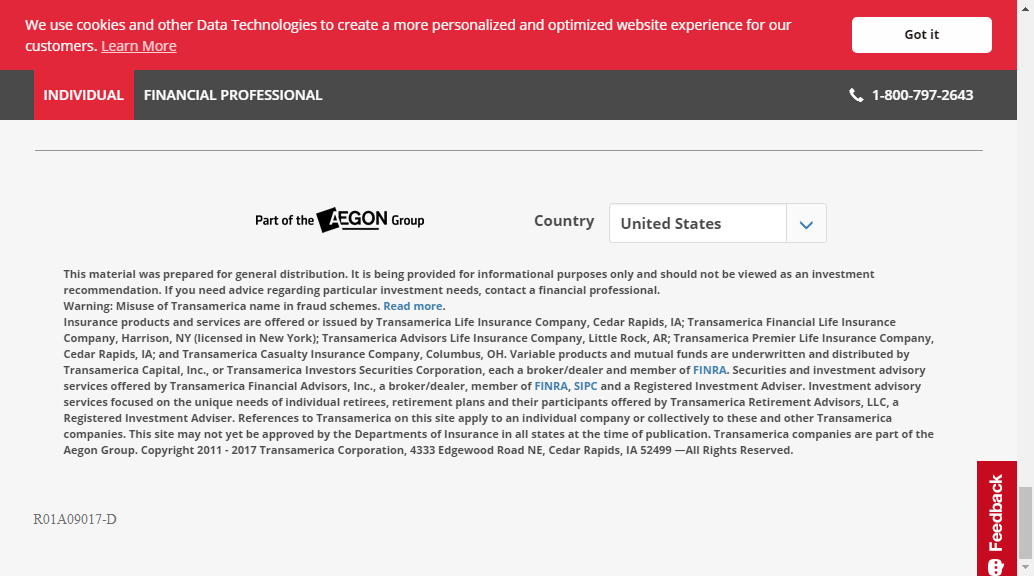 We use cookies and other Data Technologies to create a more personalized and optimized website experience for our
customers. Learn More
Got it
INDIVIDUAL
FINANCIAL PROFESSIONAL
1-800-797-2643
Part of the AEGON Group
Country
United States
This material was prepared for general distribution. It is being provided for informational purposes only and should not be viewed as an investment
recommendation. If you need advice regarding particular investment needs, contact a financial professional.
Warning: Misuse of Transamerica name in fraud schemes. Read more.
Insurance products and services are offered or issued by Transamerica Life Insurance Company, Cedar Rapids, IA; Transamerica Financial Life Insurance
Company, Harrison, NY (licensed in New York); Transamerica Advisors Life Insurance Company, Little Rock, AR; Transamerica Premier Life Insurance Company,
Cedar Rapids, IA; and Transamerica Casualty Insurance Company, Columbus, OH. Variable products and mutual funds are underwritten and distributed by
Transamerica Capital, Inc., or Transamerica Investors Securities Corporation, each a broker/dealer and member of FINRA. Securities and investment advisory
services offered by Transamerica Financial Advisors, Inc., a broker/dealer, member of FINRA, SIPC and a Registered Investment Adviser. Investment advisory
services focused on the unique needs of individual retirees, retirement plans and their participants offered by Transamerica Retirement Advisors, LLC, a
Registered Investment Adviser. References to Transamerica on this site apply to an individual company or collectively to these and other Transamerica
companies. This site may not yet be approved by the Departments of Insurance in all states at the time of publication. Transamerica companies are part of the
Aegon Group. Copyright 2011 - 2017 Transamerica Corporation, 4333 Edgewood Road NE, Cedar Rapids, IA 52499 —All Rights Reserved.
Feedback
R01A09017-D